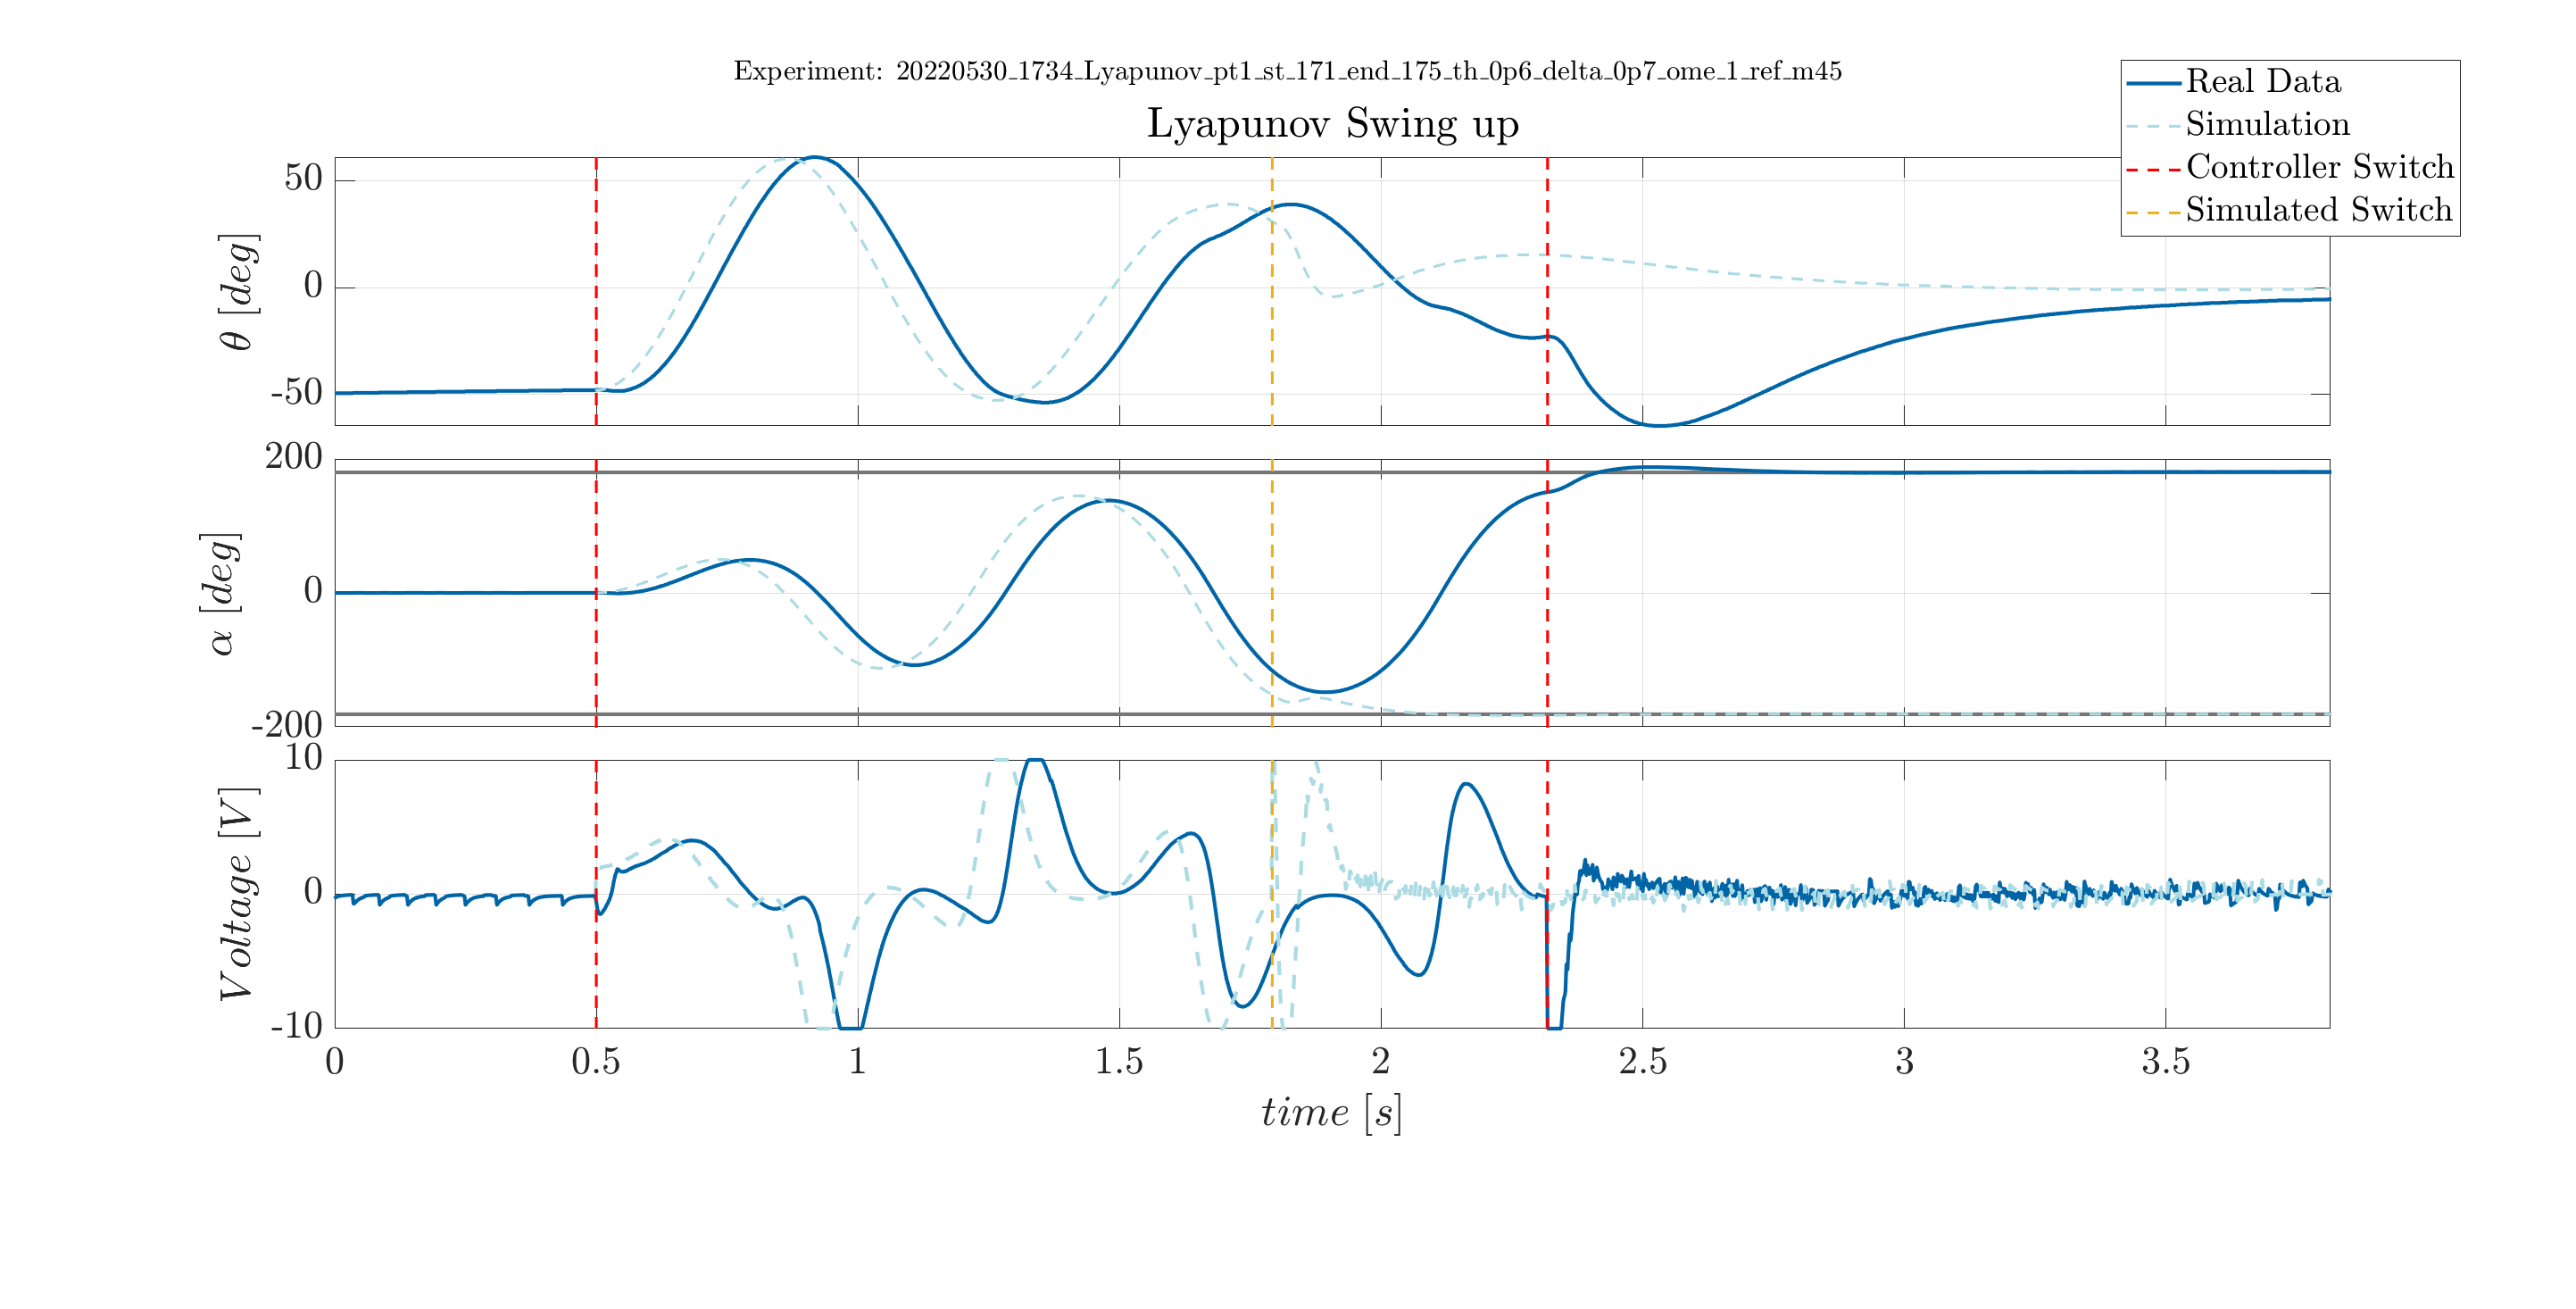 Experiment: 20220530_1734_Lyapunov_pt1_st_171_end_175_th_0p6_delta_0p7_ome_1_ref_m45
Lyapunov Swing up
Real Data
Simulation
Controller Switch
Simulated Switch
θ [deg]
50
0
-50
α [deg]
200
0
-200
Voltage [V]
10
0
-10
0 0.5 1 1.5 2 2.5 3 3.5
time [s]